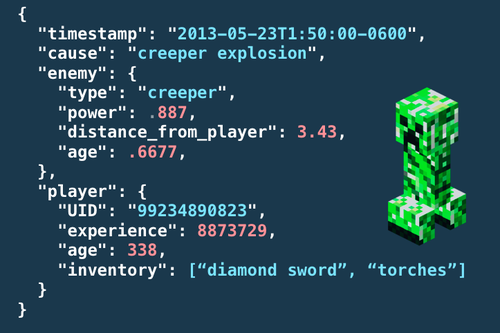 {
"timestamp": "2013-05-23T1:50:00-0600",
"cause": "creeper explosion",
"enemy": {
"type": "creeper",
"power": .887,
"distance_from_player": 3.43,
"age": .6677,
},
"player": {
"UID": "99234890823",
"experience": 8873729,
"age": 338,
"inventory": [“diamond sword”, “torches”]
}
}